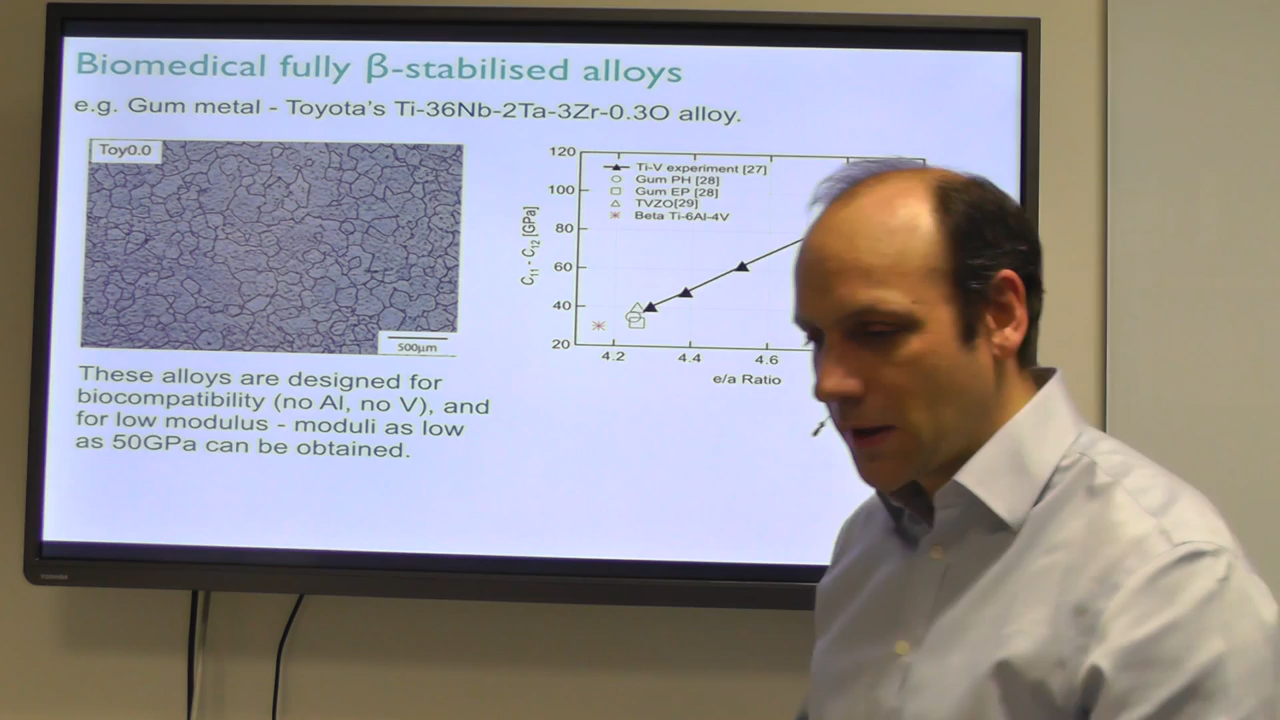 Biomedical fully β-stabilised alloys
e.g. Gum metal - Toyota's Ti-36Nb-2Ta-3Zr-0.3O alloy.
Toy0.0
500µm
These alloys are designed for
biocompatibility (no Al, no V), and
for low modulus - moduli as low
as 50GPa can be obtained.
120
100
80
60
40
20
C₁₁ - C₁₂ [GPa]
Ti-V experiment [27]
Gum PH [28]
Gum EP [28]
TVZO[29]
Beta Ti-6Al-4V
4.2
4.4
4.6
e/a Ratio
TOSHIBA